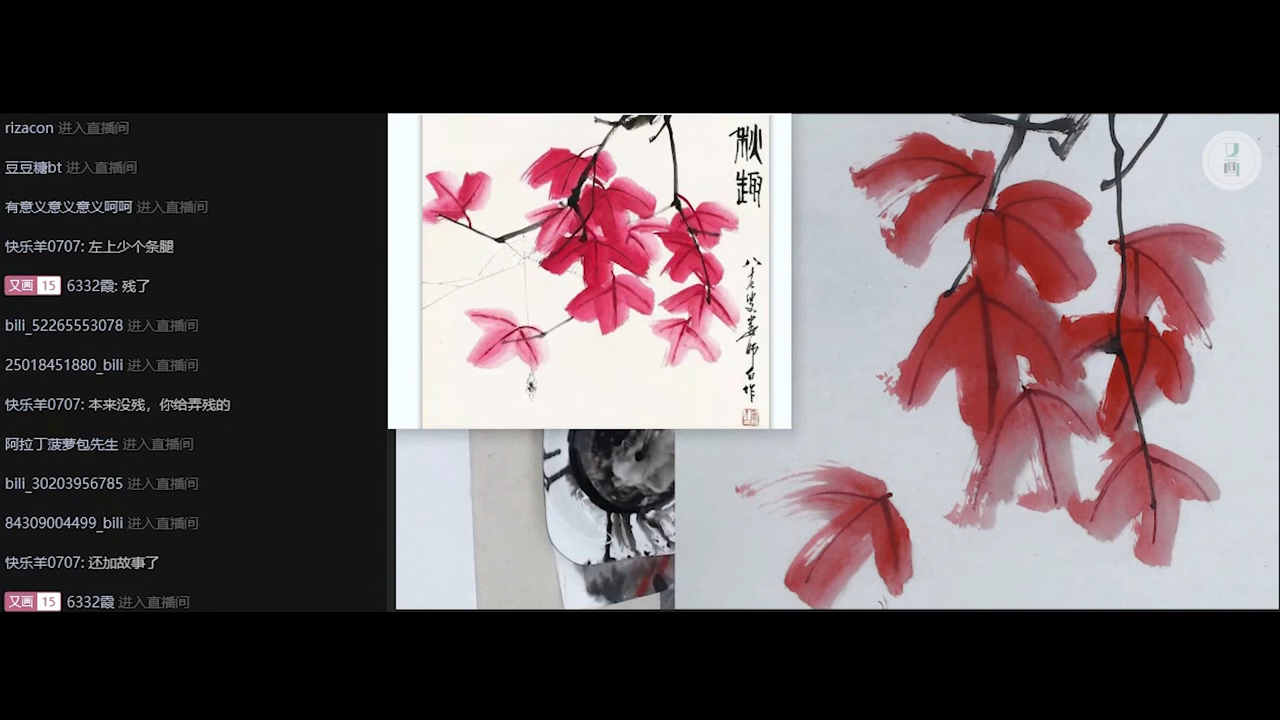 rizacon 进入直播间
豆豆糖bt 进入直播间
有意义意义意义呵呵 进入直播间
快乐羊0707: 左上少个条腿
又画 15 6332霞: 残了
bili_52265553078 进入直播间
25018451880_bili 进入直播间
快乐羊0707: 本来没残，你给弄残的
阿拉丁菠萝包先生 进入直播间
bili_30203956785 进入直播间
84309004499_bili 进入直播间
快乐羊0707: 还加故事了
又画 15 6332霞 进入直播间
秋趣
又画